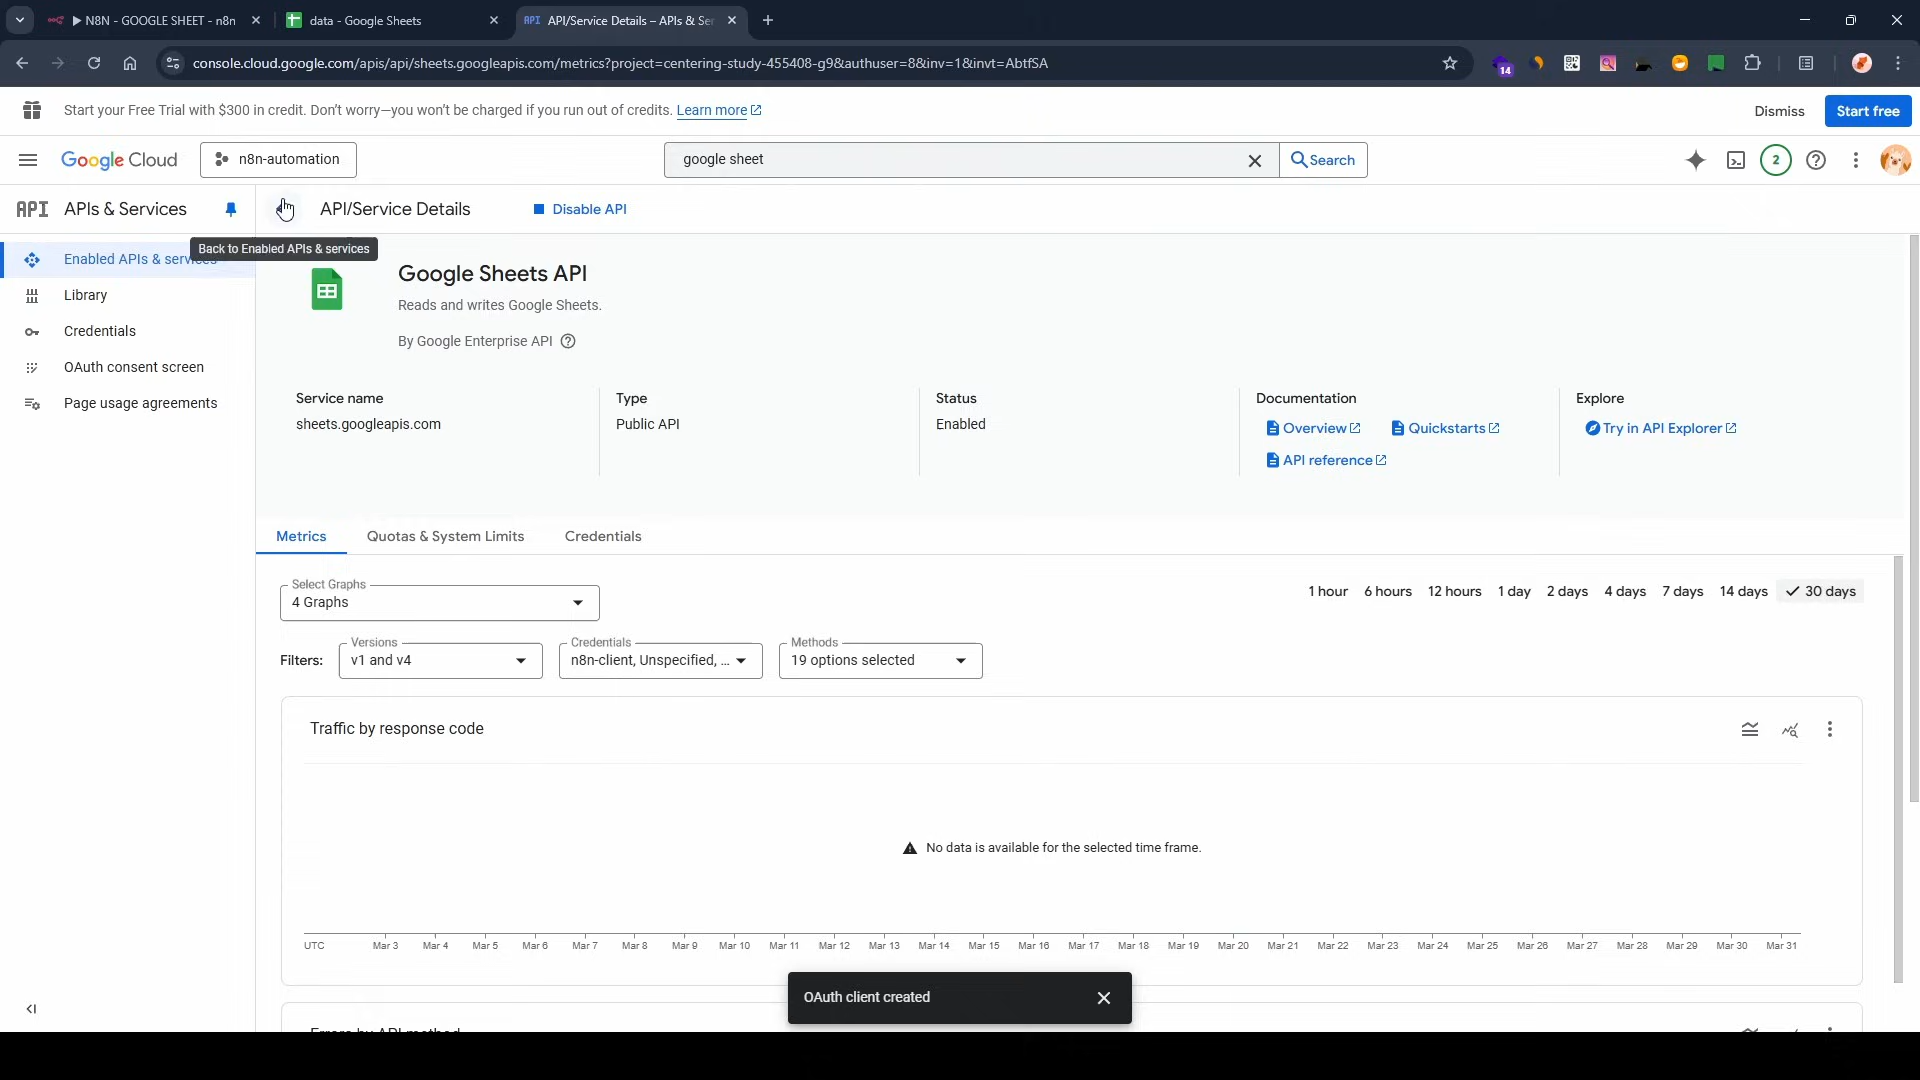 N8N - GOOGLE SHEET - n8n
data - Google Sheets
API API/Service Details – APIs & Ser
console.cloud.google.com/apis/api/sheets.googleapis.com/metrics?project=centering-study-455408-g9&authuser=8&inv=1&invt=AbtfSA
14
Start your Free Trial with $300 in credit. Don't worry—you won't be charged if you run out of credits. Learn more
Dismiss
Start free
Google Cloud
n8n-automation
google sheet
Search
2
API APIs & Services
API/Service Details
Disable API
Back to Enabled APIs & services
Enabled APIs & services
Library
Credentials
OAuth consent screen
Page usage agreements
Google Sheets API
Reads and writes Google Sheets.
By Google Enterprise API
Service name
sheets.googleapis.com
Type
Public API
Status
Enabled
Documentation
Overview
Quickstarts
API reference
Explore
Try in API Explorer
Metrics
Quotas & System Limits
Credentials
Select Graphs
4 Graphs
1 hour 6 hours 12 hours 1 day 2 days 4 days 7 days 14 days 30 days
Filters:
Versions
v1 and v4
Credentials
n8n-client, Unspecified, ...
Methods
19 options selected
Traffic by response code
No data is available for the selected time frame.
UTC Mar 3 Mar 4 Mar 5 Mar 6 Mar 7 Mar 8 Mar 9 Mar 10 Mar 11 Mar 12 Mar 13 Mar 14 Mar 15 Mar 16 Mar 17 Mar 18 Mar 19 Mar 20 Mar 21 Mar 22 Mar 23 Mar 24 Mar 25 Mar 26 Mar 27 Mar 28 Mar 29 Mar 30 Mar 31
OAuth client created
Errors by API method